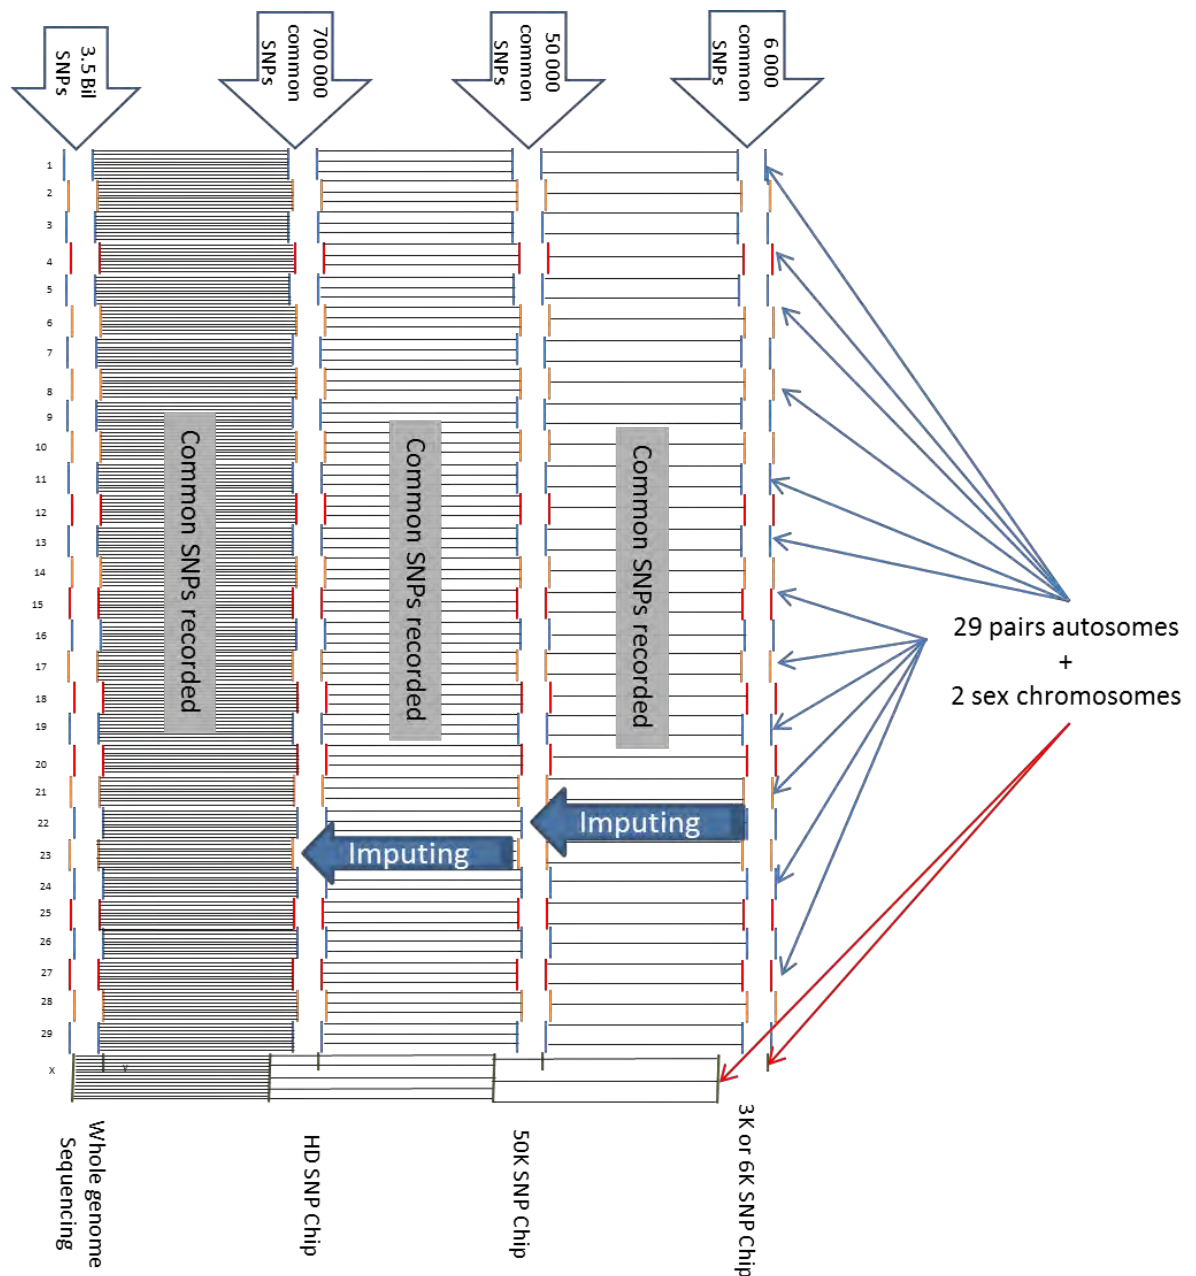 3.5 Bil
SNPs
700 000
common
SNPs
50 000
common
SNPs
6 000
common
SNPs
1
2
3
4
5
6
7
8
9
10
11
12
13
14
15
16
17
18
19
20
21
22
23
24
25
26
27
28
29
X
Y
Common SNPs recorded
Common SNPs recorded
Common SNPs recorded
Imputing
Imputing
29 pairs autosomes
+
2 sex chromosomes
Whole genome
Sequencing
HD SNP Chip
50K SNP Chip
3K or 6K SNP Chip